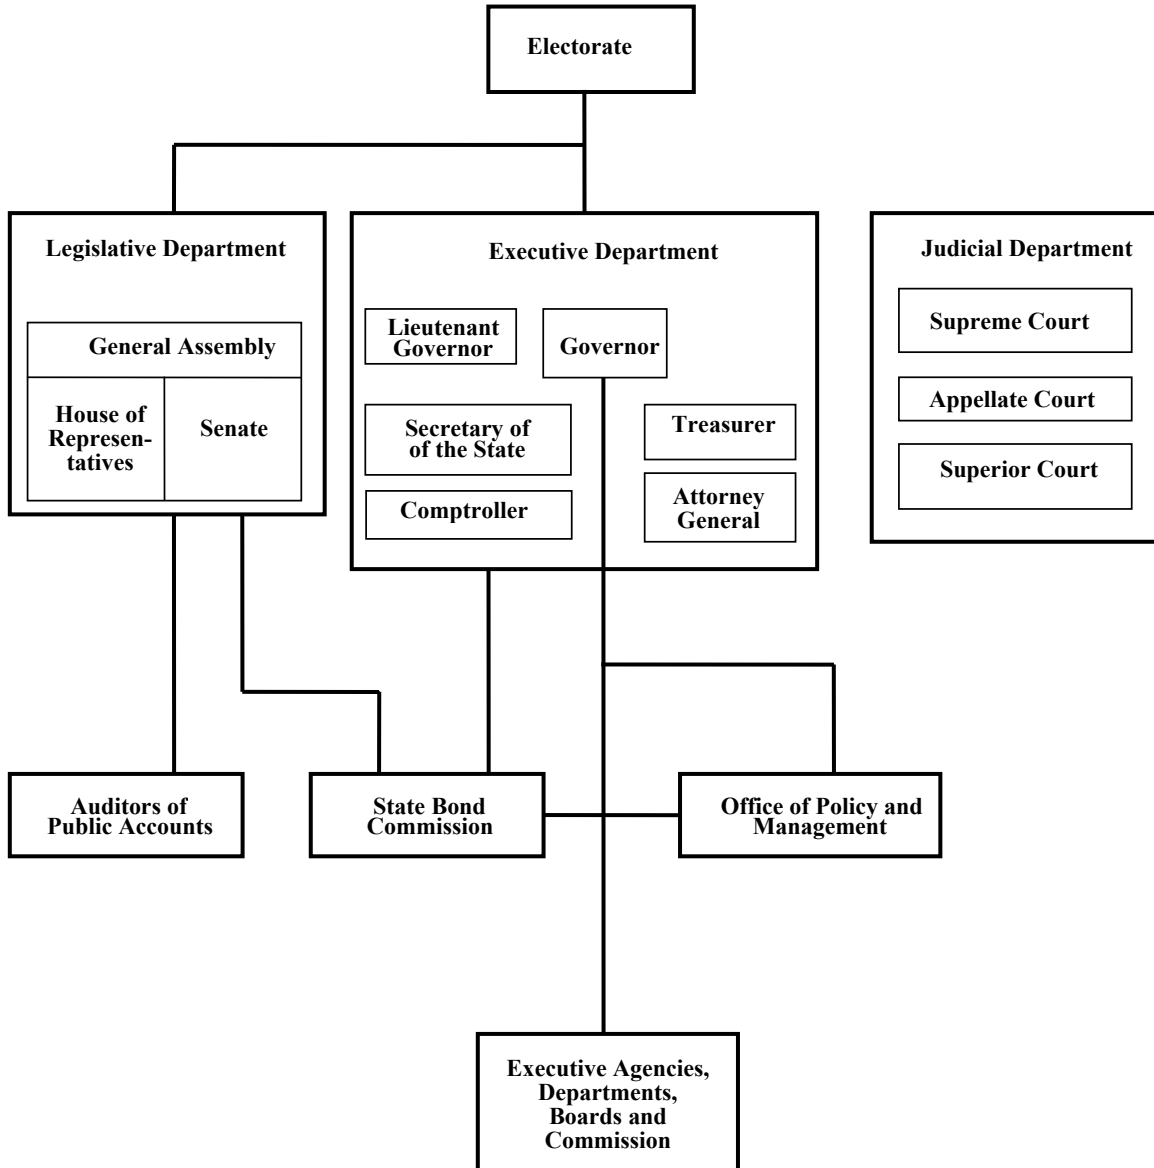 Electorate
Legislative Department
General Assembly
House of
Represen-
tatives
Senate
Executive Department
Lieutenant
Governor
Governor
Secretary of
of the State
Treasurer
Comptroller
Attorney
General
Judicial Department
Supreme Court
Appellate Court
Superior Court
Auditors of
Public Accounts
State Bond
Commission
Office of Policy and
Management
Executive Agencies,
Departments,
Boards and
Commission